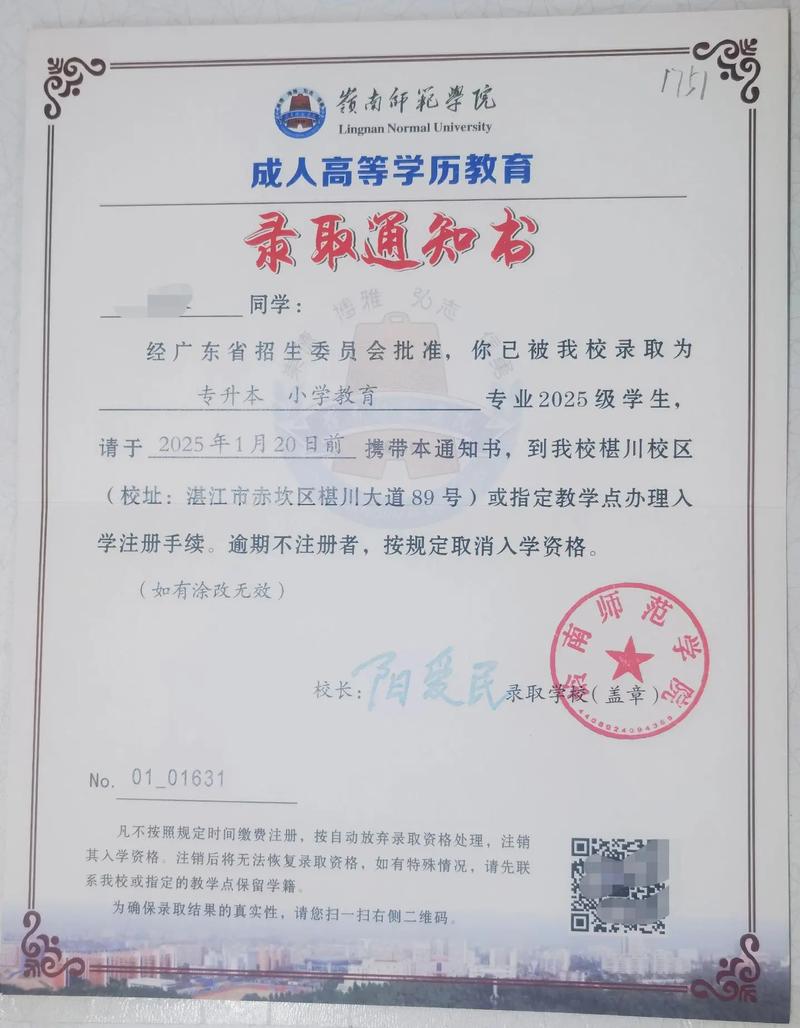 1751
嶺南师範學院
Lingnan Normal University
成人高等学历教育
录取通知书
同学：
博雅 弘志
经广东省招生委员会批准，你已被我校录取为
专升本 小学教育 专业2025级学生，
请于 2025年1月20日前 携带本通知书，到我校椹川校区
（校址：湛江市赤坎区椹川大道89号）或指定教学点办理入
学注册手续。逾期不注册者，按规定取消入学资格。
（如有涂改无效）
岭南师范学院
4408024094369
校长：阳爱民 录取学校（盖章）
No. 01_01631
凡不按照规定时间缴费注册，按自动放弃录取资格处理，注销
其入学资格。注销后将无法恢复录取资格，如有特殊情况，请先联
系我校或指定的教学点保留学籍。
为确保录取结果的真实性，请您扫一扫右侧二维码。